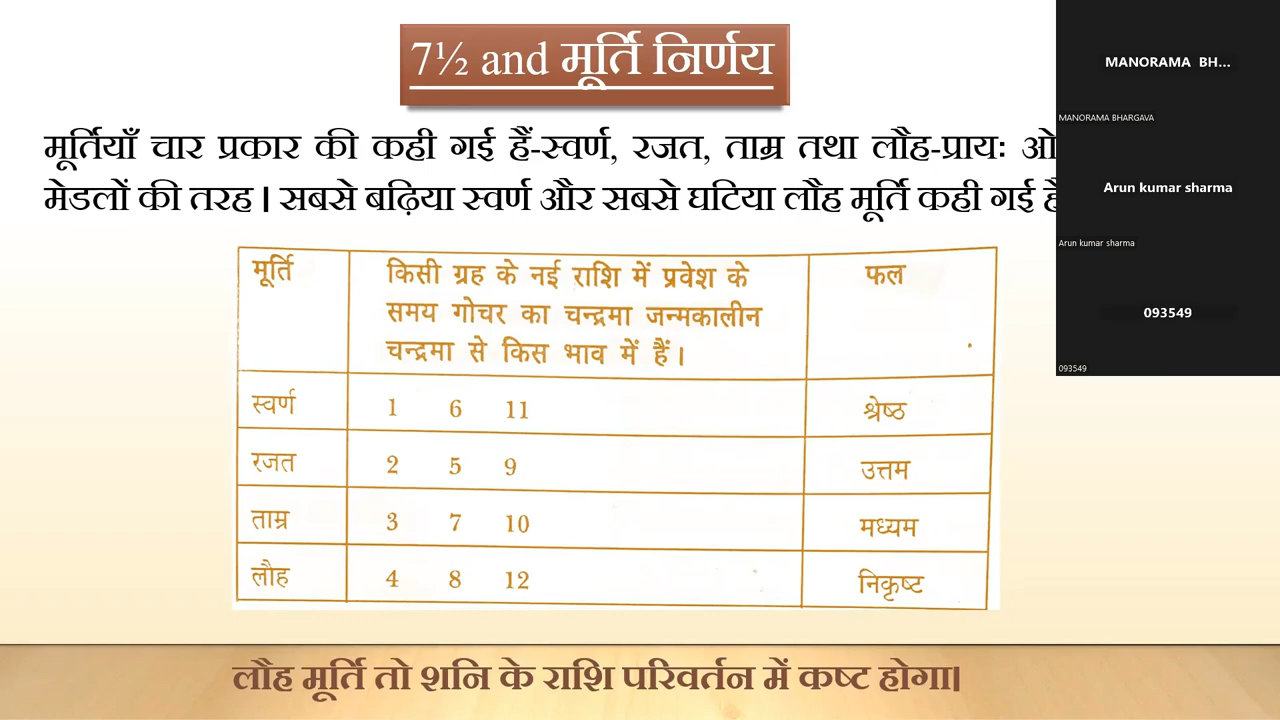 7½ and मूर्ति निर्णय
मूर्तियाँ चार प्रकार की कही गई हैं-स्वर्ण, रजत, ताम्र तथा लौह-प्रायः
मेडलों की तरह । सबसे बढ़िया स्वर्ण और सबसे घटिया लौह मूर्ति कही गई
मूर्ति किसी ग्रह के नई राशि में प्रवेश के फल
समय गोचर का चन्द्रमा जन्मकालीन
चन्द्रमा से किस भाव में हैं ।
स्वर्ण 1 6 11 श्रेष्ठ
रजत 2 5 9 उत्तम
ताम्र 3 7 10 मध्यम
लौह 4 8 12 निकृष्ट
लौह मूर्ति तो शनि के राशि परिवर्तन में कष्ट होगा।
MANORAMA BH...
MANORAMA BHARGAVA
Arun kumar sharma
Arun kumar sharma
093549
093549